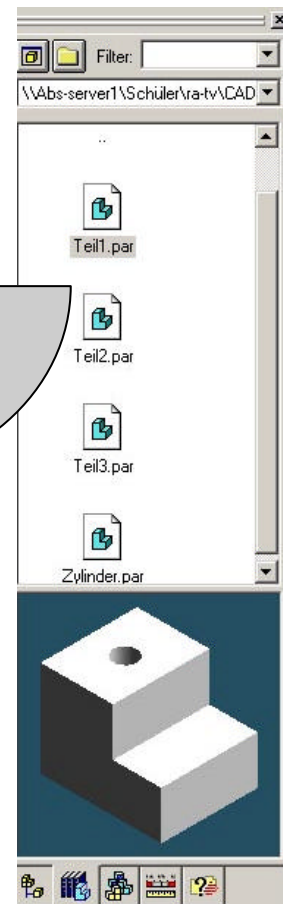 Filter:
\\Abs-server1\Schüler\ra-tv\CAD
..
Teil1.par
Teil2.par
Teil3.par
Zylinder.par